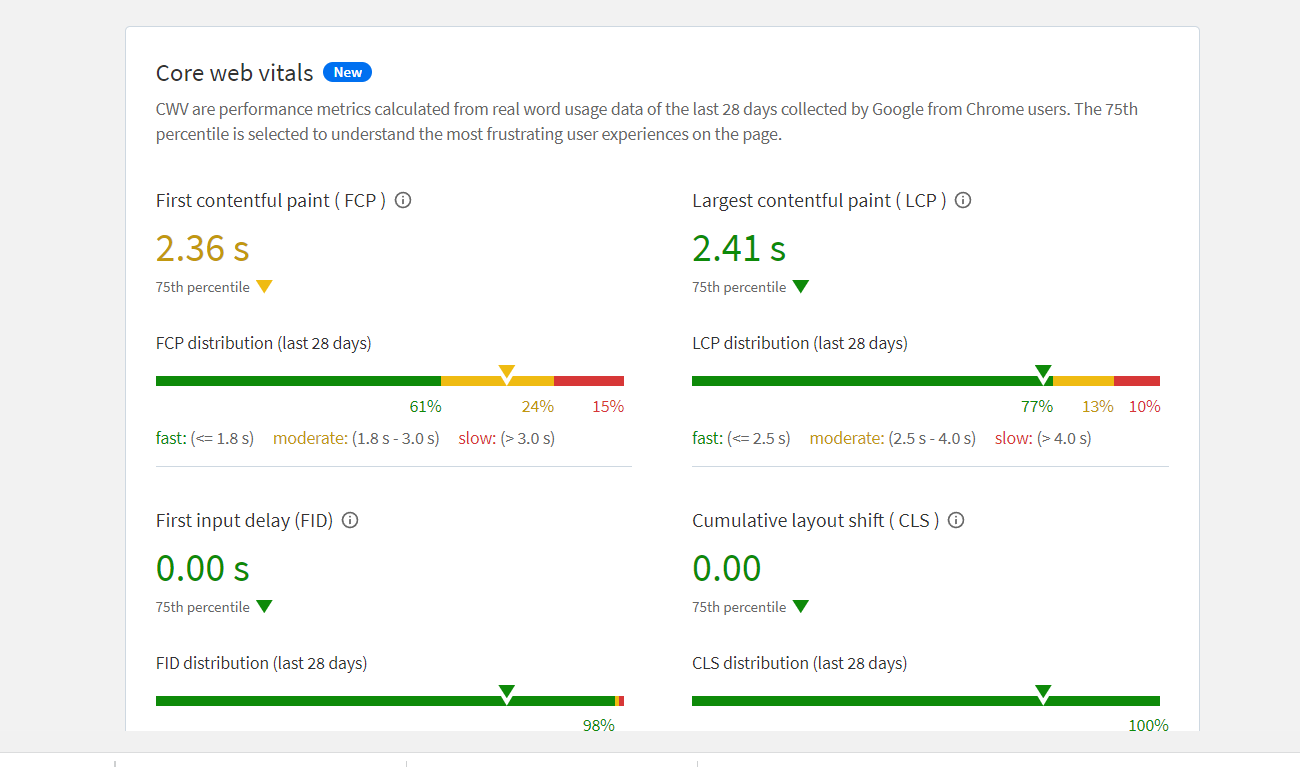 Core web vitals New
CWV are performance metrics calculated from real word usage data of the last 28 days collected by Google from Chrome users. The 75th
percentile is selected to understand the most frustrating user experiences on the page.
First contentful paint ( FCP )
2.36 s
75th percentile
FCP distribution (last 28 days)
61% 24% 15%
fast: (<= 1.8 s) moderate: (1.8 s - 3.0 s) slow: (> 3.0 s)
Largest contentful paint ( LCP )
2.41 s
75th percentile
LCP distribution (last 28 days)
77% 13% 10%
fast: (<= 2.5 s) moderate: (2.5 s - 4.0 s) slow: (> 4.0 s)
First input delay (FID)
0.00 s
75th percentile
FID distribution (last 28 days)
98%
Cumulative layout shift ( CLS )
0.00
75th percentile
CLS distribution (last 28 days)
100%